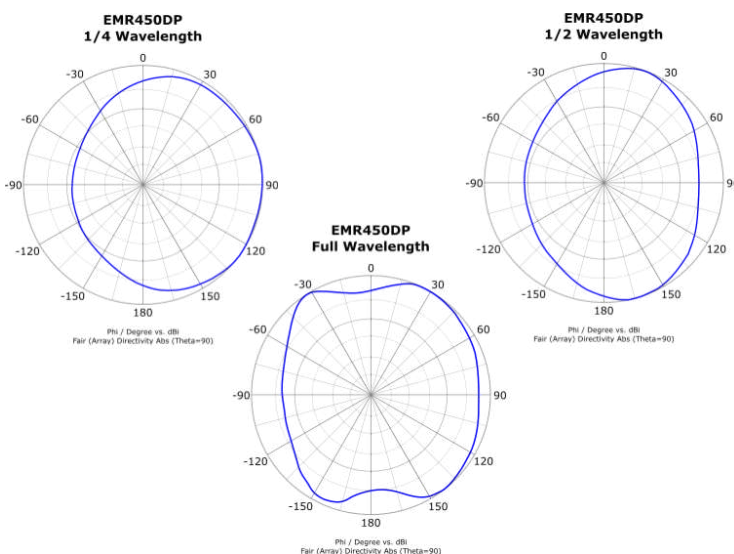 EMR450DP
1/4 Wavelength
0
-30
30
-60
60
-90
90
-120
120
-150
150
180
Phi / Degree vs. dBi
Fair (Array) Directivity Abs (Theta=90)
EMR450DP
1/2 Wavelength
0
-30
30
-60
60
-90
-120
120
-150
150
180
Phi / Degree vs. dBi
Fair (Array) Directivity Abs (Theta=90)
EMR450DP
Full Wavelength
0
-30
30
-60
60
-90
90
-120
120
-150
150
180
Phi / Degree vs. dBi
Fair (Array) Directivity Abs (Theta=90)